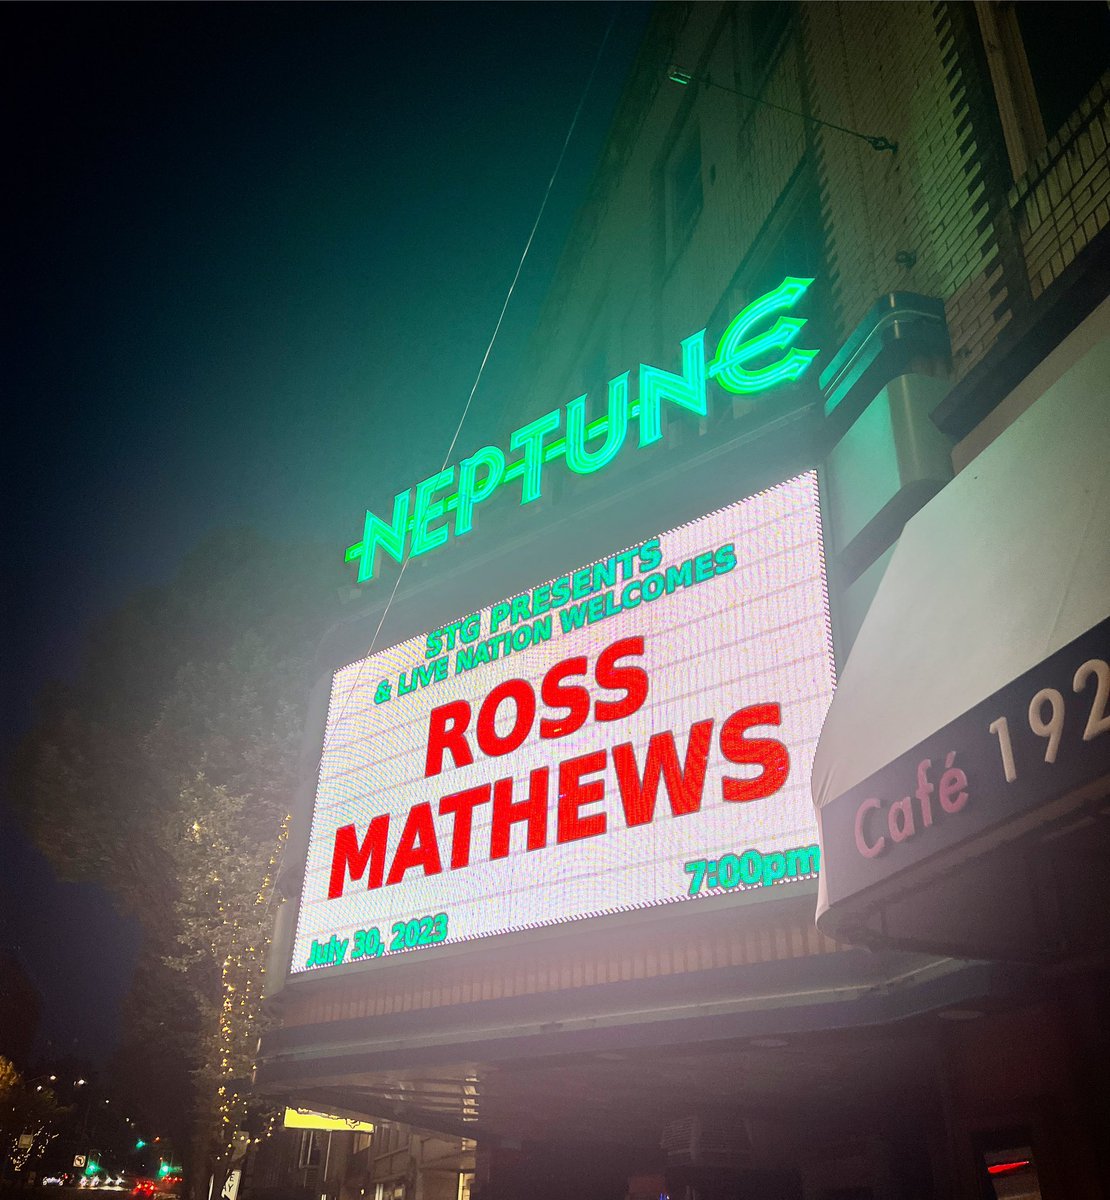 NEPTUNE
STG PRESENTS
& LIVE NATION WELCOMES
ROSS
MATHEWS
7:00pm
July 30, 2023
Café 192